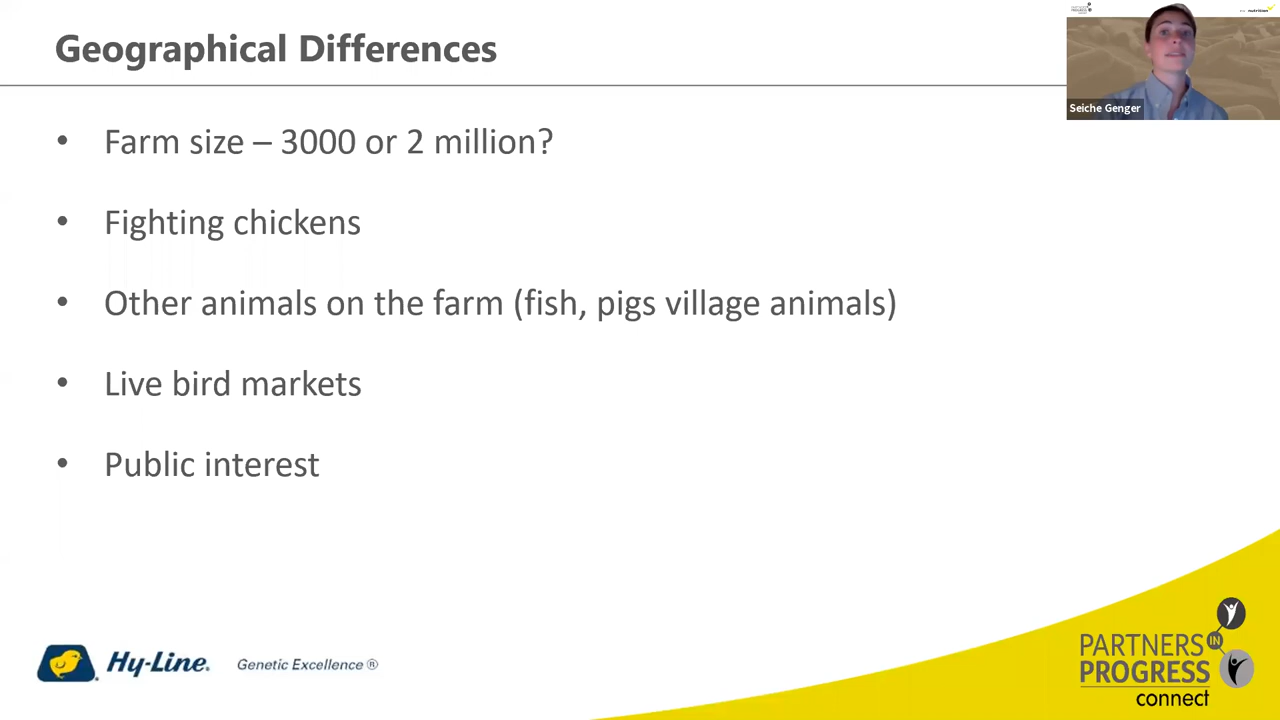 Geographical Differences
Seiche Genger
• Farm size – 3000 or 2 million?
• Fighting chickens
• Other animals on the farm (fish, pigs village animals)
• Live bird markets
• Public interest
Hy-Line®
Genetic Excellence ®
PARTNERS IN
PROGRESS
connect